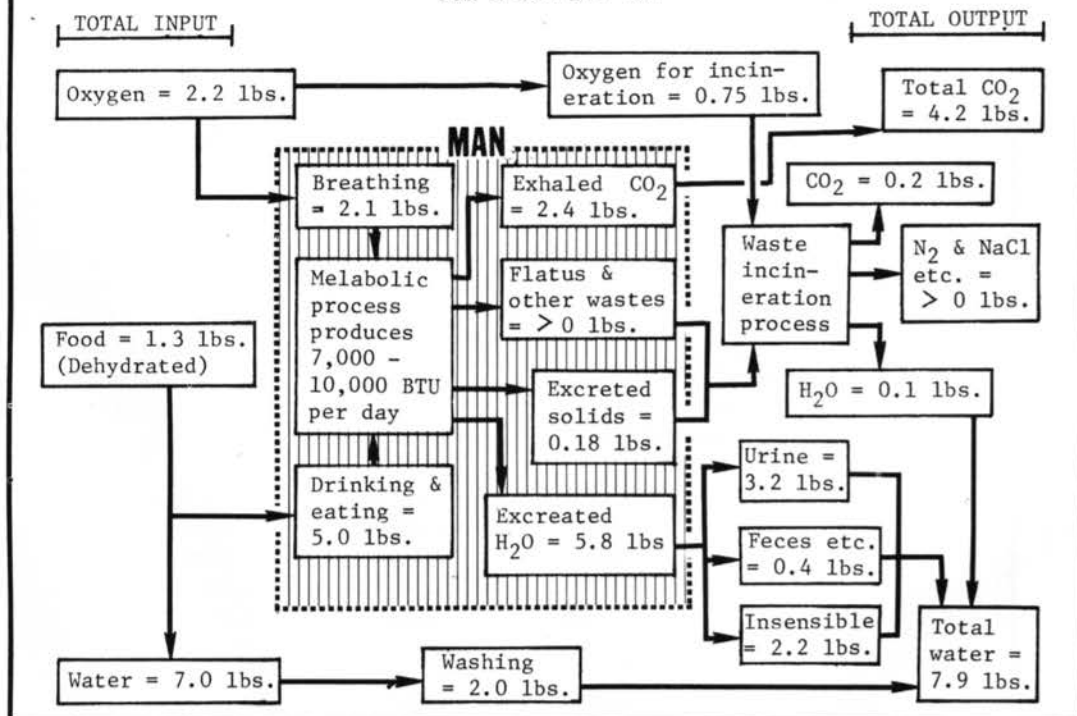 TOTAL INPUT
TOTAL OUTPUT
Oxygen = 2.2 lbs.
Oxygen for incin-
eration = 0.75 lbs.
Total CO₂
= 4.2 lbs.
MAN
Breathing
= 2.1 lbs.
Exhaled CO₂
= 2.4 lbs.
CO₂ = 0.2 lbs.
Waste
incin-
eration
process
N₂ & NaCl
etc. =
> 0 lbs.
Melabolic
process
produces
7,000 –
10,000 BTU
per day
Flatus &
other wastes
= > 0 lbs.
Food = 1.3 lbs.
(Dehydrated)
Excreted
solids =
0.18 lbs.
H₂O = 0.1 lbs.
Drinking &
eating =
5.0 lbs.
Excreated
H₂O = 5.8 lbs
Urine =
3.2 lbs.
Feces etc.
= 0.4 lbs.
Insensible
= 2.2 lbs.
Total
water =
7.9 lbs.
Water = 7.0 lbs.
Washing
= 2.0 lbs.